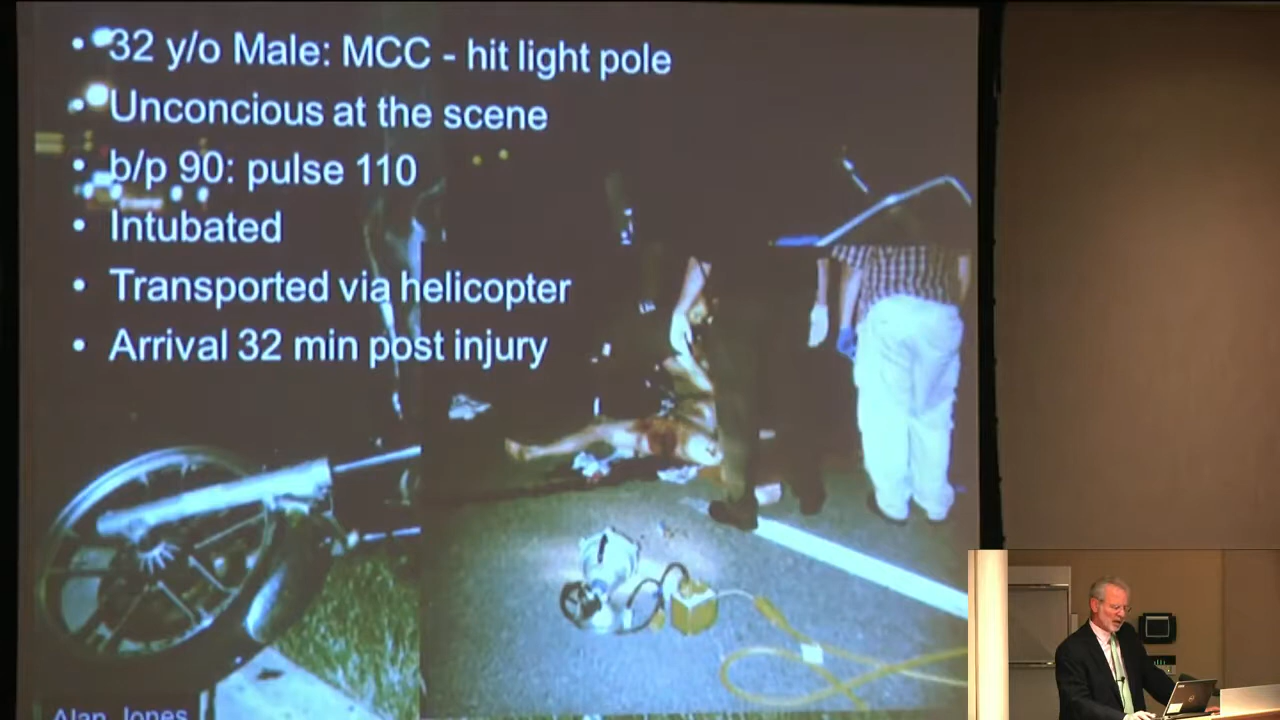 • 32 y/o Male: MCC - hit light pole
• Unconcious at the scene
• b/p 90: pulse 110
• Intubated
• Transported via helicopter
• Arrival 32 min post injury
Alan Jones